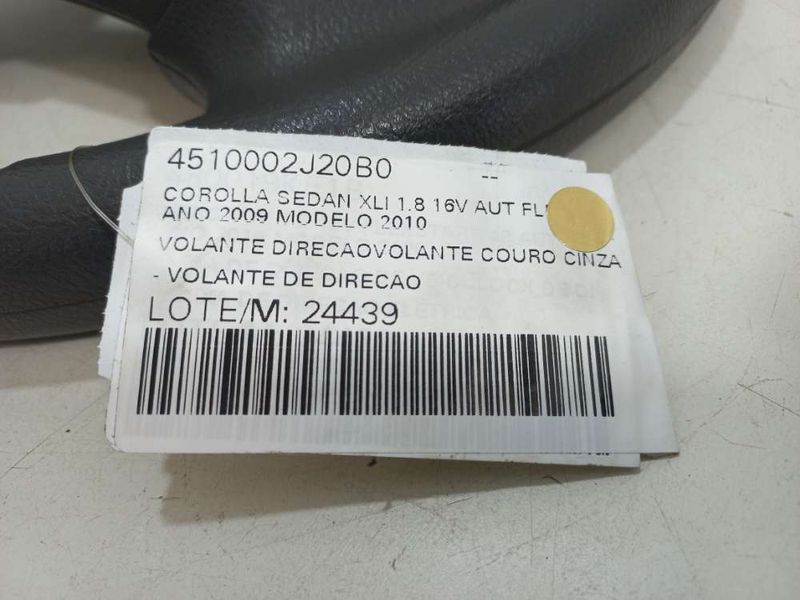 4510002J20B0
COROLLA SEDAN XLI 1.8 16V AUT
ANO 2009 MODELO 2010
VOLANTE DIRECAOVOLANTE COURO CINZA
- VOLANTE DE DIRECAO
LOTE/M: 24439